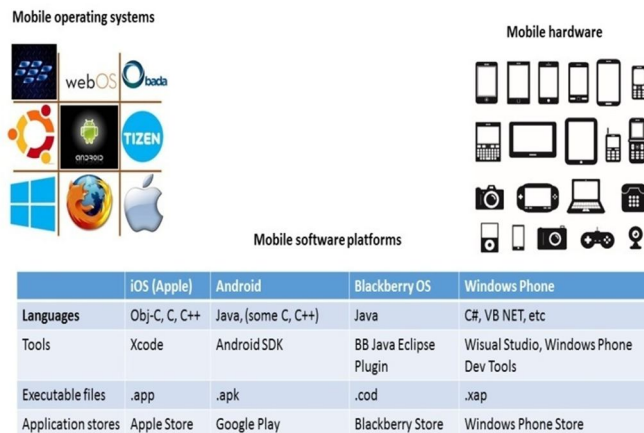 Mobile operating systems
webOS
bada
android
TIZEN
Mobile hardware
Mobile software platforms
iOS (Apple) Android Blackberry OS Windows Phone
Languages Obj-C, C, C++ Java, (some C, C++) Java C#, VB NET, etc
Tools Xcode Android SDK BB Java Eclipse Wisual Studio, Windows Phone
Plugin Dev Tools
Executable files .app .apk .cod .xap
Application stores Apple Store Google Play Blackberry Store Windows Phone Store